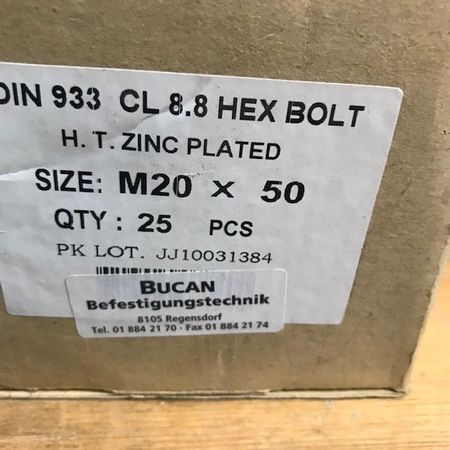 DIN 933 CL 8.8 HEX BOLT
H. T. ZINC PLATED
SIZE: M20 × 50
QTY : 25 PCS
PK LOT. JJ10031384
BUCAN
Befestigungstechnik
8105 Regensdorf
Tel. 01 884 21 70 - Fax 01 884 21 74